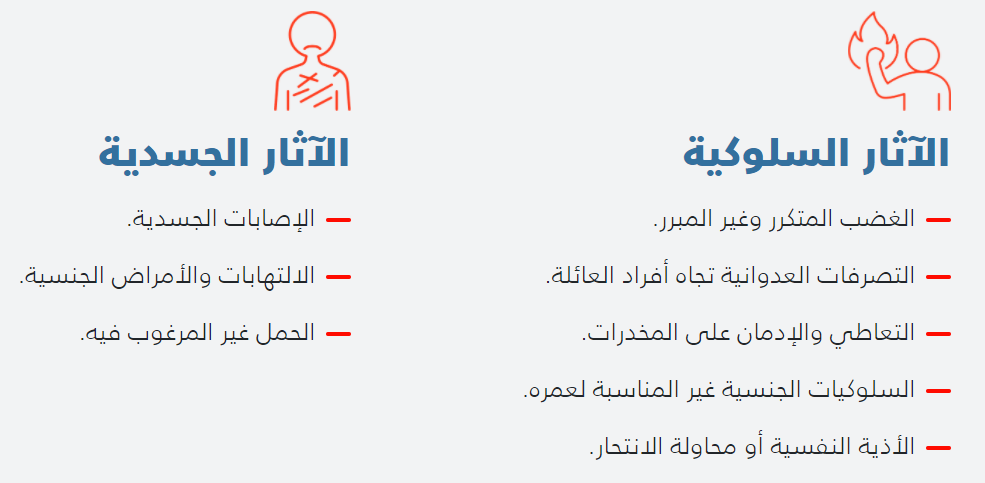 الآثار السلوكية
الغضب المتكرر وغير المبرر.
التصرفات العدوانية تجاه أفراد العائلة.
التعاطي والإدمان على المخدرات.
السلوكيات الجنسية غير المناسبة لعمره.
الأذية النفسية أو محاولة الانتحار.
الآثار الجسدية
الإصابات الجسدية.
الالتهابات والأمراض الجنسية.
الحمل غير المرغوب فيه.